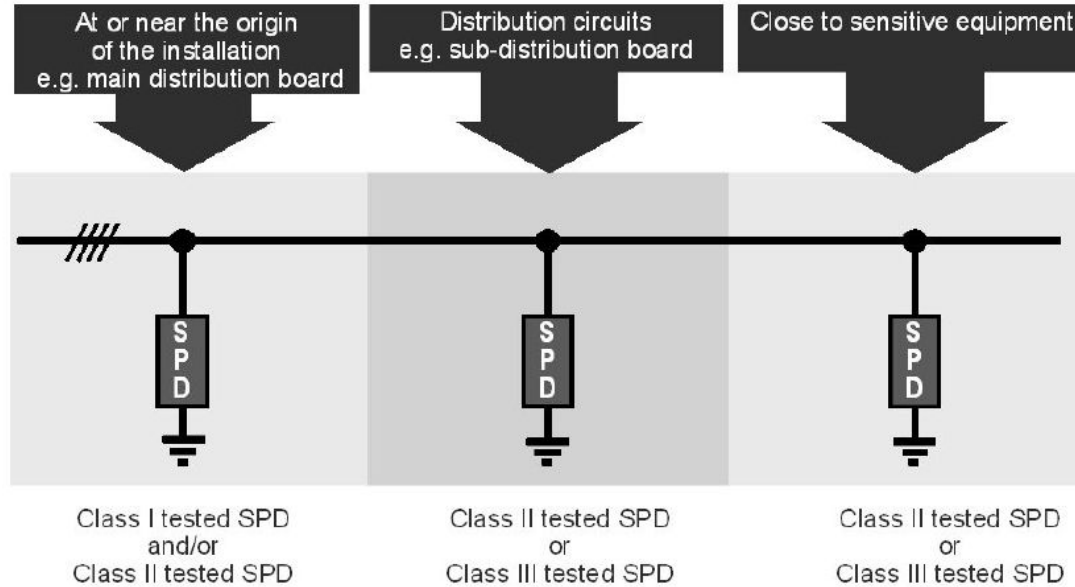 At or near the origin
of the installation
e.g. main distribution board
Distribution circuits
e.g. sub-distribution board
Close to sensitive equipment
S
P
D
S
P
D
S
P
D
Class I tested SPD
and/or
Class II tested SPD
Class II tested SPD
or
Class III tested SPD
Class II tested SPD
or
Class III tested SPD